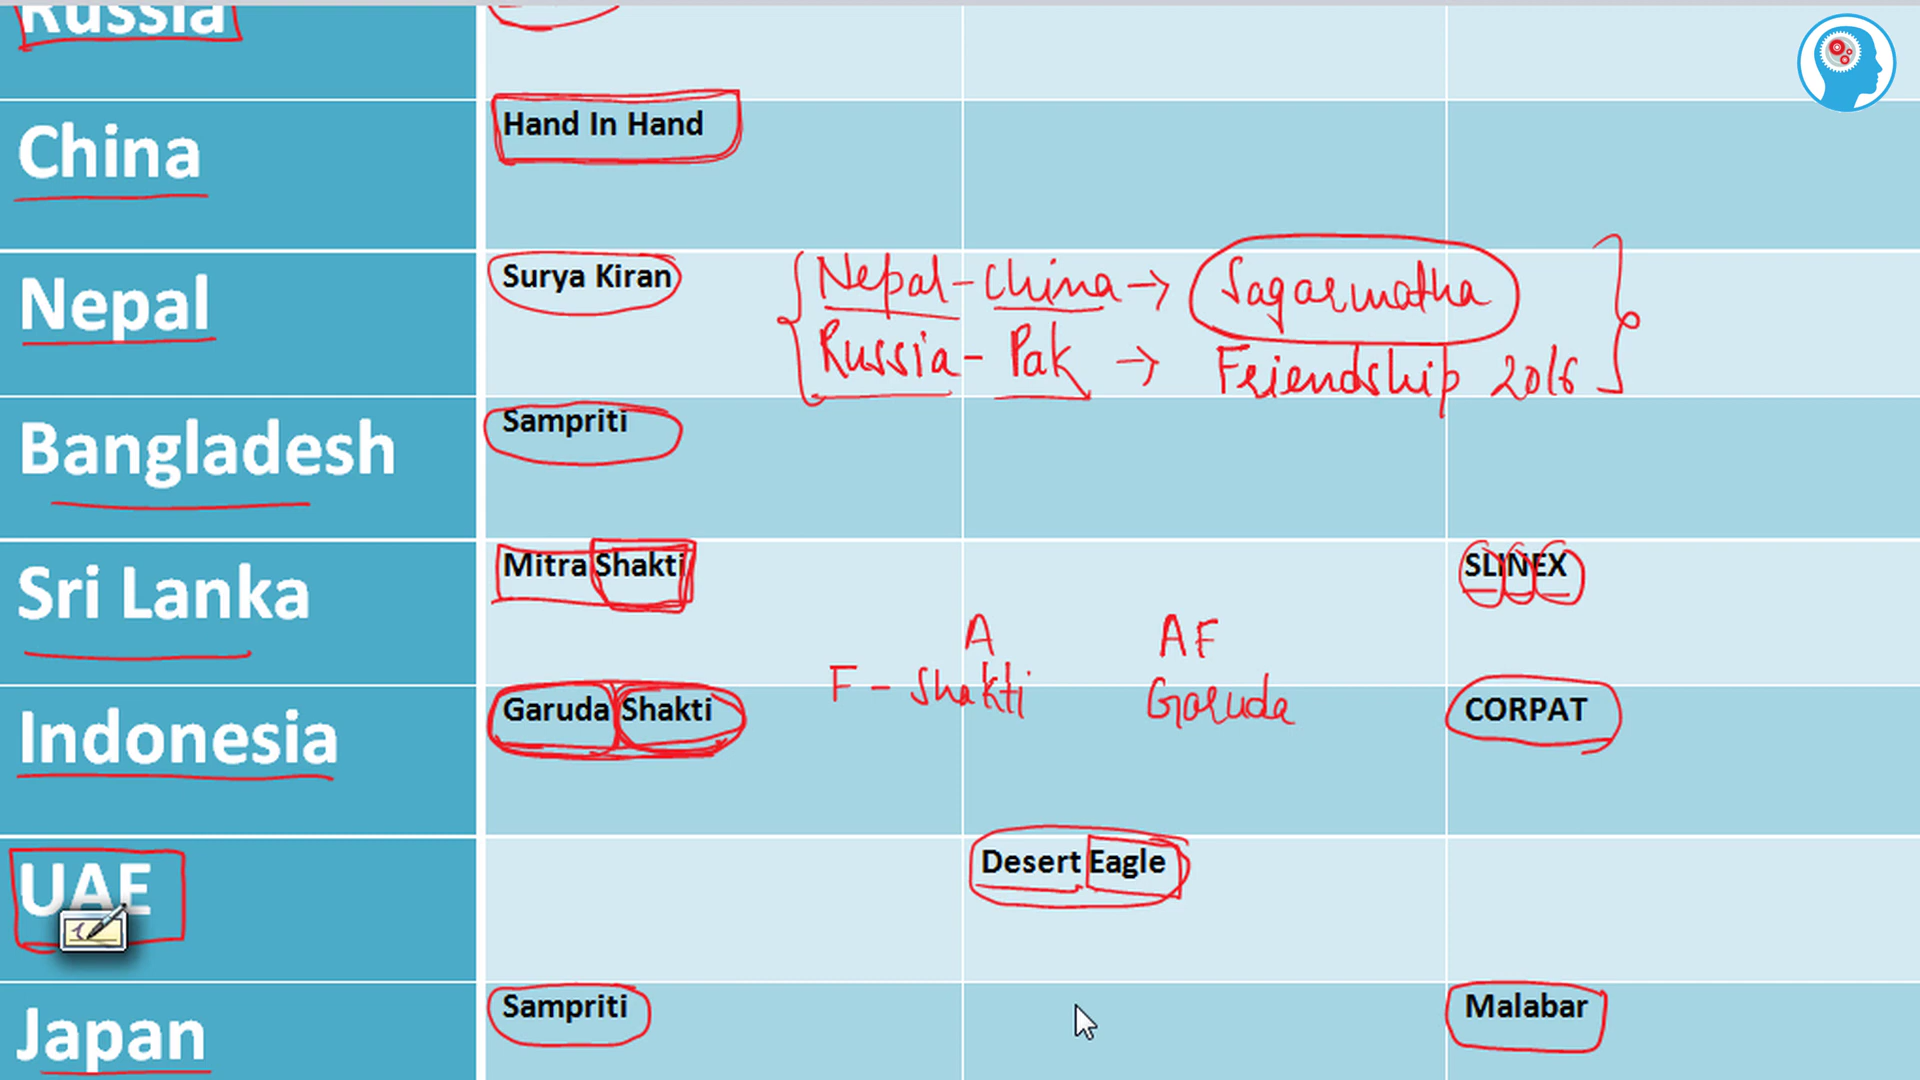 Russia
China
Hand In Hand
Nepal
Surya Kiran
Nepal - China → Sagarmatha
Russia - Pak → Friendship 2016
Bangladesh
Sampriti
Sri Lanka
Mitra Shakti
SLINEX
A
AF
F - Shakti
Garuda
Indonesia
Garuda Shakti
CORPAT
UAE
Desert Eagle
Japan
Sampriti
Malabar